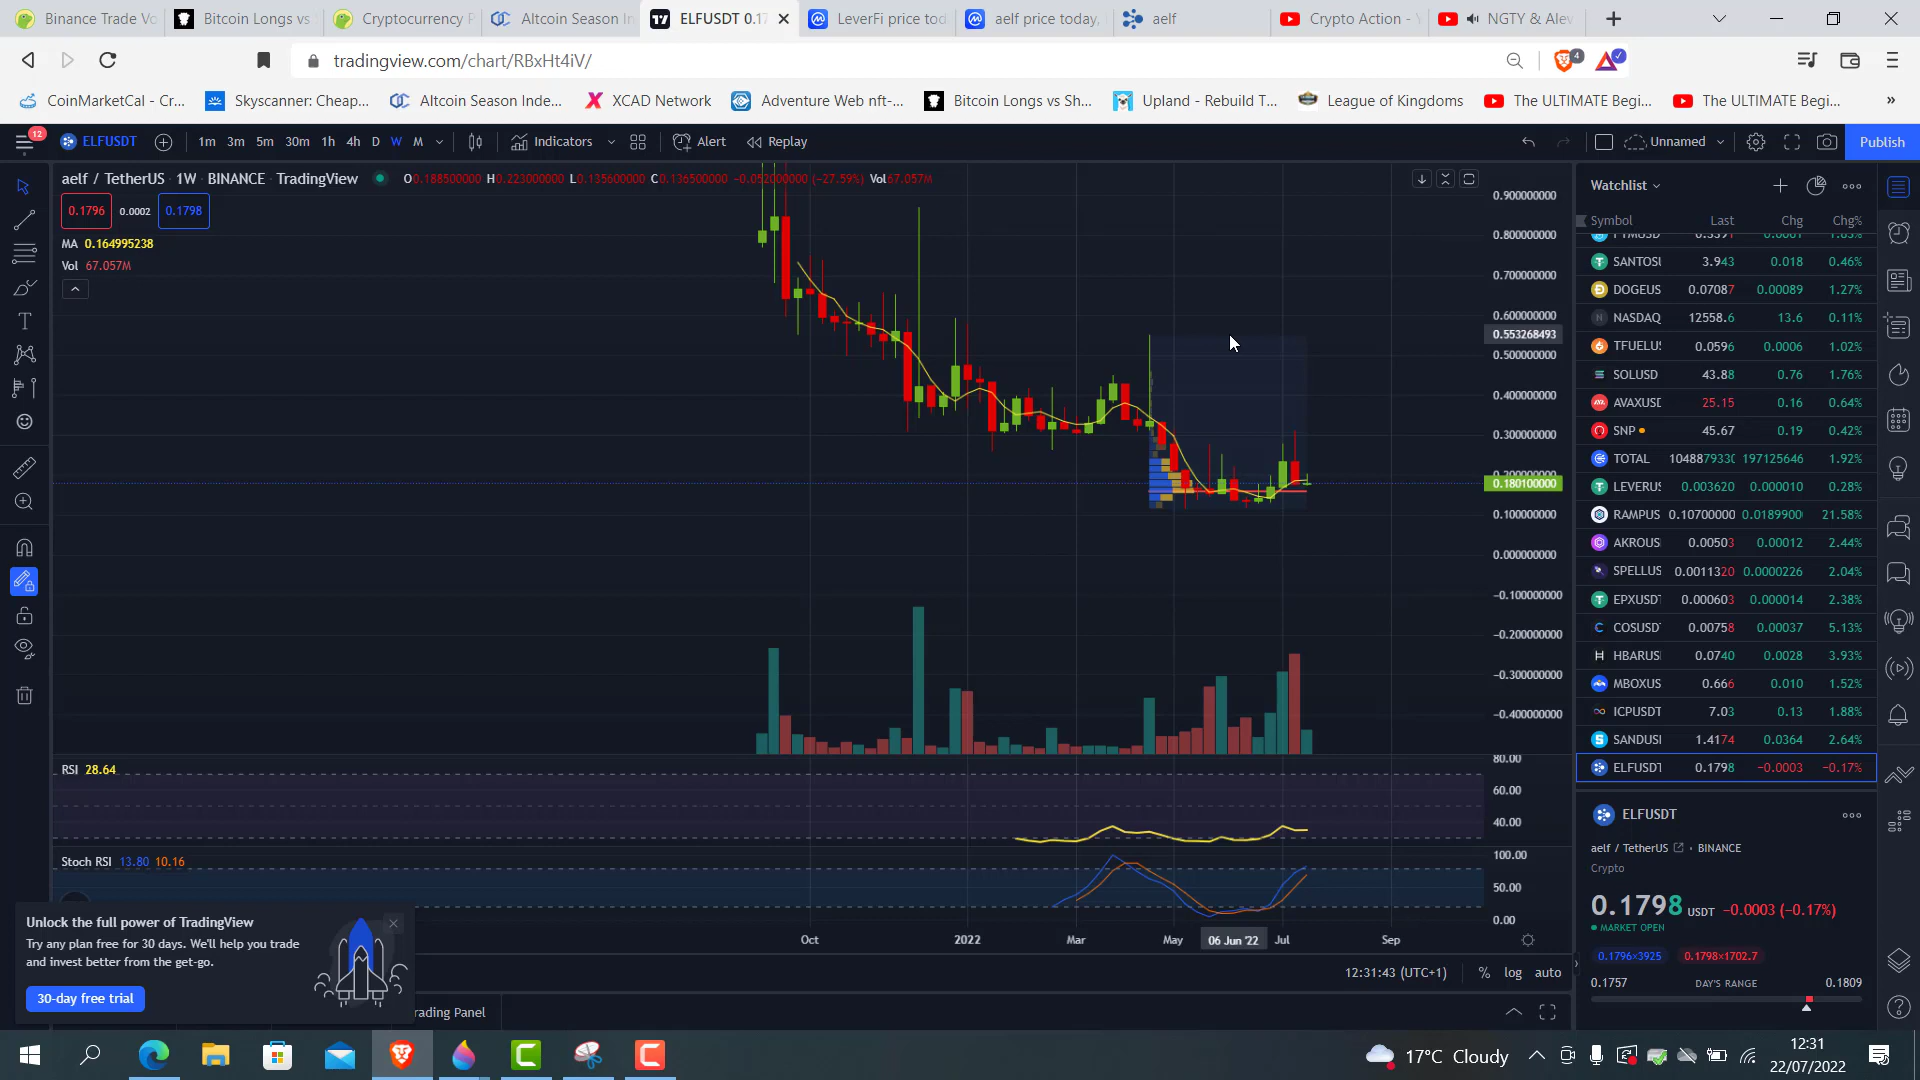 Binance Trade Vo
Bitcoin Longs vs
Cryptocurrency P
Altcoin Season In
ELFUSDT 0.17
LeverFi price tod
aelf price today,
aelf
Crypto Action -
NGTY & Alev
tradingview.com/chart/RBxHt4iV/
4
CoinMarketCal - Cr...
Skyscanner: Cheap...
Altcoin Season Inde...
XCAD Network
Adventure Web nft-...
Bitcoin Longs vs Sh...
Upland - Rebuild T...
League of Kingdoms
The ULTIMATE Begi...
The ULTIMATE Begi...
»
12
ELFUSDT
1m 3m 5m 30m 1h 4h D W M
Indicators
Alert
Replay
Unnamed
Publish
aelf / TetherUS · 1W · BINANCE · TradingView
O0.188500000 H0.223000000 L0.135600000 C0.136500000 −0.052000000 (−27.59%) Vol67.057M
0.1796
0.0002
0.1798
MA 0.164995238
Vol 67.057M
0.900000000
0.800000000
0.700000000
0.600000000
0.553268493
0.500000000
0.400000000
0.300000000
0.200000000
0.180100000
0.100000000
0.000000000
−0.100000000
−0.200000000
−0.300000000
−0.400000000
RSI 28.64
80.00
60.00
40.00
Stoch RSI 13.80 10.16
100.00
50.00
0.00
Oct
2022
Mar
May
06 Jun '22
Jul
Sep
12:31:43 (UTC+1)
% log auto
Unlock the full power of TradingView
Try any plan free for 30 days. We'll help you trade
and invest better from the get-go.
30-day free trial
rading Panel
Watchlist
Symbol Last Chg Chg%
SANTOSU 3.943 0.018 0.46%
DOGEUS 0.07087 0.00089 1.27%
NASDAQ 12558.6 13.6 0.11%
TFUELUS 0.0596 0.0006 1.02%
SOLUSD 43.88 0.76 1.76%
AVAXUSD 25.15 0.16 0.64%
SNP 45.67 0.19 0.42%
TOTAL 104887933 197125646 1.92%
LEVERUS 0.003620 0.000010 0.28%
RAMPUS 0.10700000 0.01899900 21.58%
AKROUS 0.00503 0.00012 2.44%
SPELLUS 0.0011320 0.0000226 2.04%
EPXUSDT 0.000603 0.000014 2.38%
COSUSDT 0.00758 0.00037 5.13%
HBARUS 0.0740 0.0028 3.93%
MBOXUS 0.666 0.010 1.52%
ICPUSDT 7.03 0.13 1.88%
SANDUSI 1.4174 0.0364 2.64%
ELFUSDT 0.1798 −0.0003 −0.17%
ELFUSDT
aelf / TetherUS • BINANCE
Crypto
0.1798 USDT −0.0003 (−0.17%)
MARKET OPEN
0.1796×3925 0.1798×1702.7
0.1757 DAY'S RANGE 0.1809
17°C Cloudy
12:31
22/07/2022